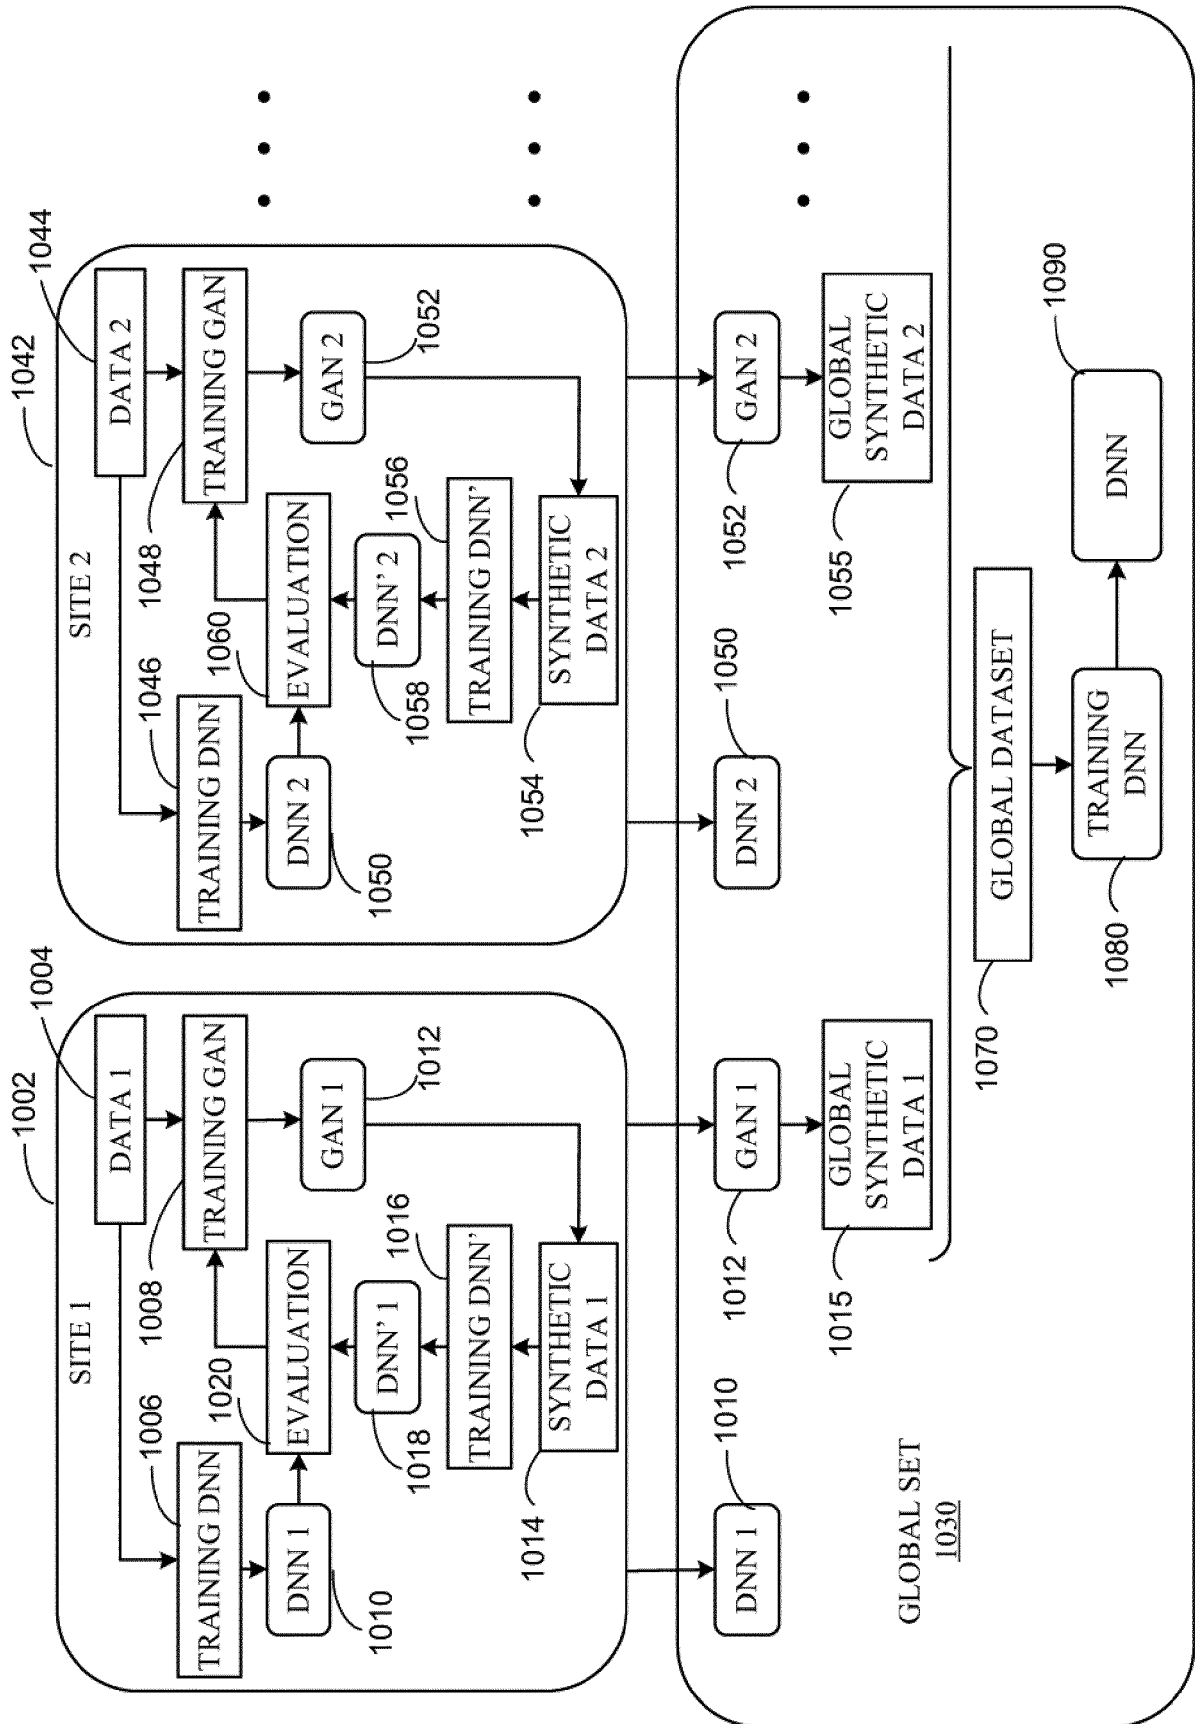 1002
SITE 1
1004
DATA 1
1006
TRAINING DNN
1008
TRAINING GAN
1020
EVALUATION
DNN 1
1010
GAN 1
1012
DNN' 1
1018
1016
TRAINING DNN'
1014
SYNTHETIC
DATA 1
1042
SITE 2
1044
DATA 2
1046
TRAINING DNN
1048
TRAINING GAN
1060
EVALUATION
DNN 2
1050
GAN 2
1052
DNN' 2
1058
1056
TRAINING DNN'
1054
SYNTHETIC
DATA 2
DNN 1
1010
GAN 1
1012
DNN 2
1050
GAN 2
1052
GLOBAL
SYNTHETIC
DATA 1
1015
GLOBAL
SYNTHETIC
DATA 2
1055
GLOBAL SET
1030
GLOBAL DATASET
1070
TRAINING
DNN
1080
DNN
1090